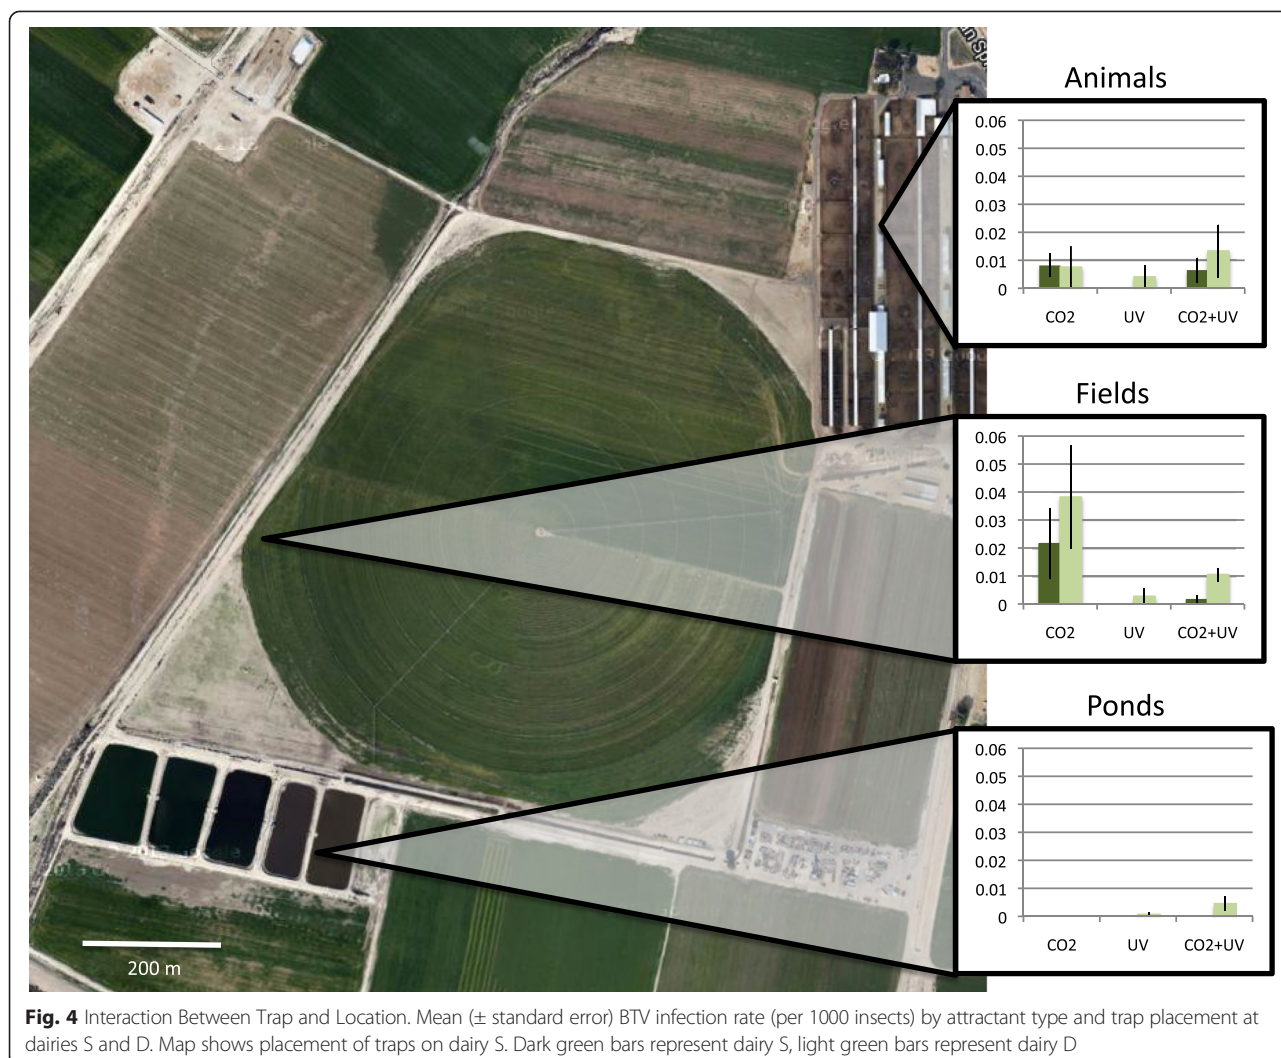 Animals
0.06
0.05
0.04
0.03
0.02
0.01
0
CO2 UV CO2+UV
Fields
0.06
0.05
0.04
0.03
0.02
0.01
0
CO2 UV CO2+UV
Ponds
0.06
0.05
0.04
0.03
0.02
0.01
0
CO2 UV CO2+UV
200 m
Fig. 4 Interaction Between Trap and Location. Mean (± standard error) BTV infection rate (per 1000 insects) by attractant type and trap placement at
dairies S and D. Map shows placement of traps on dairy S. Dark green bars represent dairy S, light green bars represent dairy D